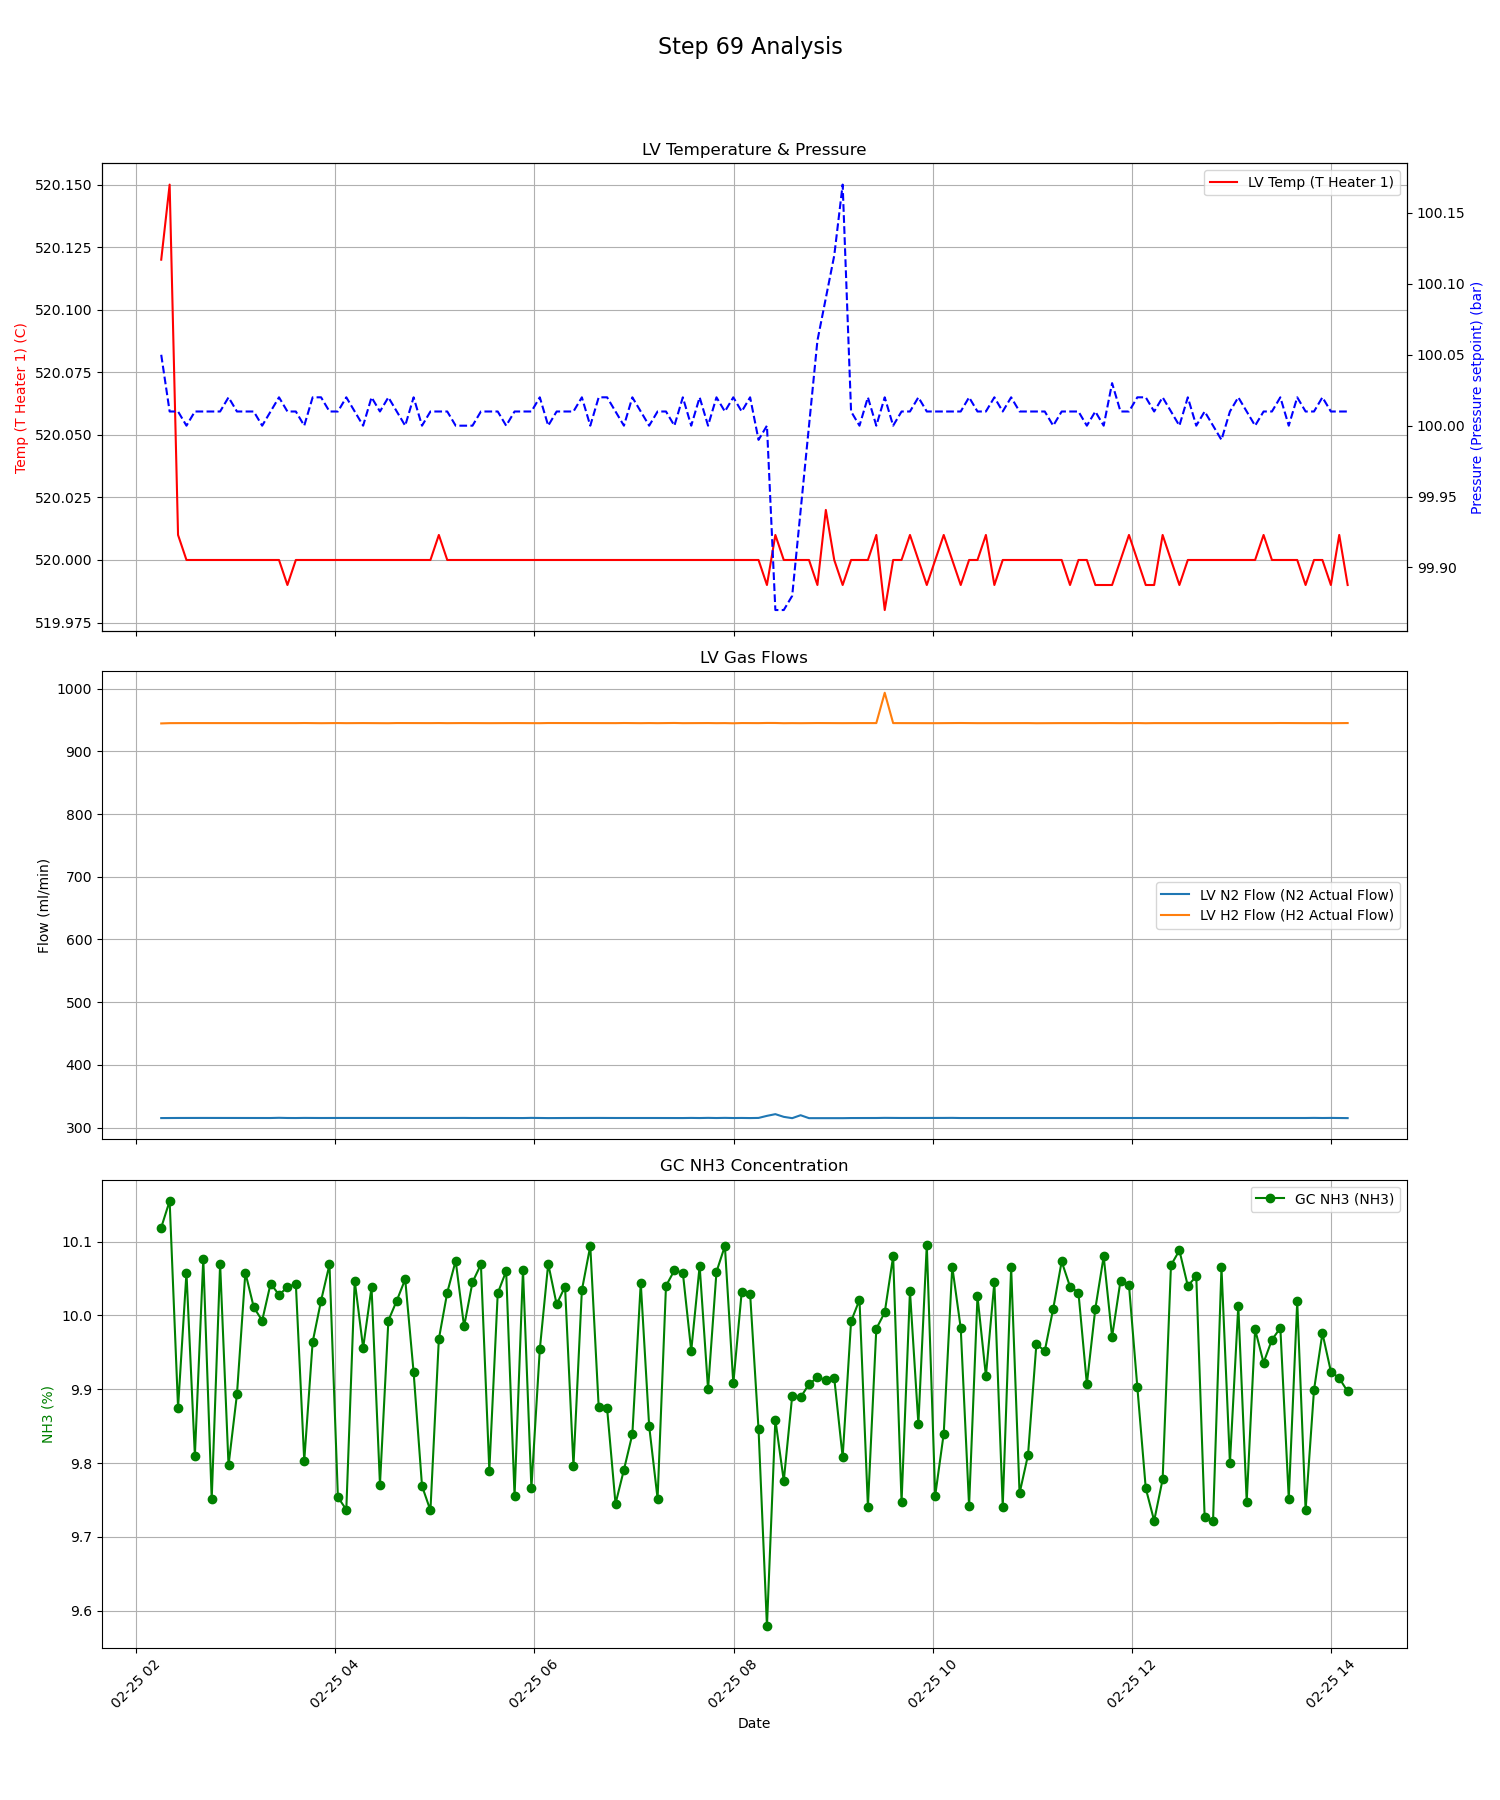 Step 69 Analysis
LV Temperature & Pressure
LV Temp (T Heater 1)
520.150
520.125
520.100
520.075
520.050
520.025
520.000
519.975
Temp (T Heater 1) (C)
100.15
100.10
100.05
100.00
99.95
99.90
Pressure (Pressure setpoint) (bar)
LV Gas Flows
1000
900
800
700
600
500
400
300
Flow (ml/min)
LV N2 Flow (N2 Actual Flow)
LV H2 Flow (H2 Actual Flow)
GC NH3 Concentration
GC NH3 (NH3)
10.1
10.0
9.9
9.8
9.7
9.6
NH3 (%)
02-25 02
02-25 04
02-25 06
02-25 08
02-25 10
02-25 12
02-25 14
Date